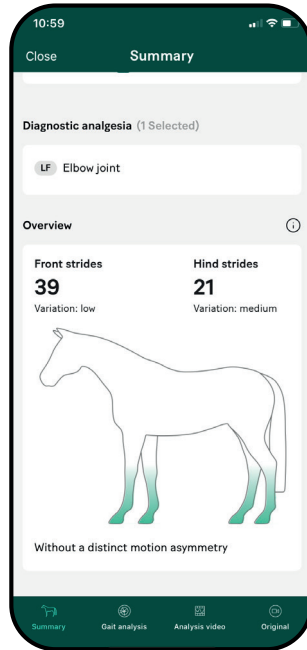 10:59
Close Summary
Diagnostic analgesia (1 Selected)
LF Elbow joint
Overview
Front strides Hind strides
39 21
Variation: low Variation: medium
Without a distinct motion asymmetry
Summary Gait analysis Analysis video Original